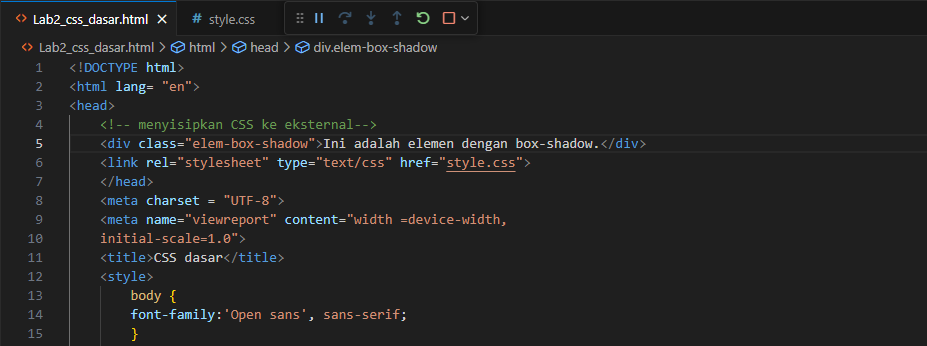 Lab2_css_dasar.html
style.css
Lab2_css_dasar.html > html > head > div.elem-box-shadow
1 <!DOCTYPE html>
2 <html lang= "en">
3 <head>
4 <!-- menyisipkan CSS ke eksternal-->
5 <div class="elem-box-shadow">Ini adalah elemen dengan box-shadow.</div>
6 <link rel="stylesheet" type="text/css" href="style.css">
7 </head>
8 <meta charset = "UTF-8">
9 <meta name="viewreport" content="width =device-width,
10 initial-scale=1.0">
11 <title>CSS dasar</title>
12 <style>
13 body {
14 font-family:'Open sans', sans-serif;
15 }